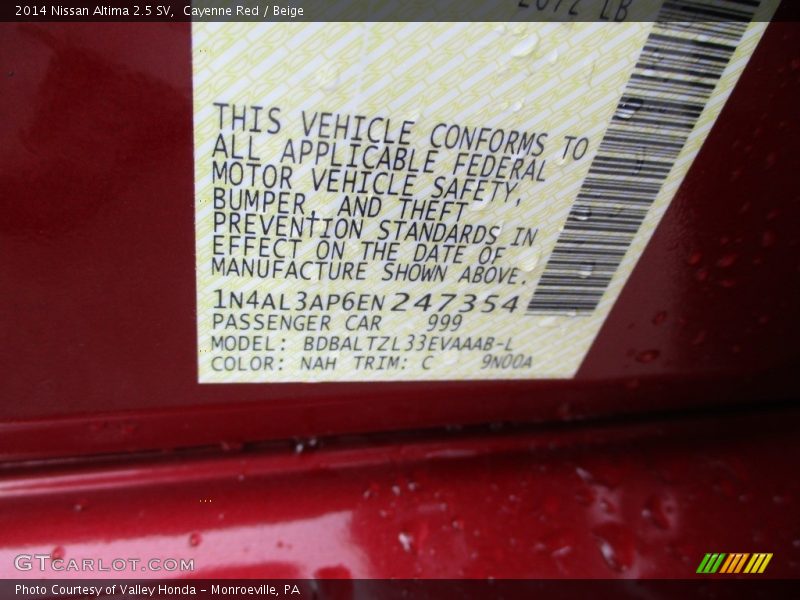 2014 Nissan Altima 2.5 SV, Cayenne Red / Beige
THIS VEHICLE CONFORMS TO
ALL APPLICABLE FEDERAL
MOTOR VEHICLE SAFETY,
BUMPER, AND THEFT
PREVENTION STANDARDS IN
EFFECT ON THE DATE OF
MANUFACTURE SHOWN ABOVE.
1N4AL3AP6EN247354
PASSENGER CAR 999
MODEL: BDBALTZL33EVAAAB-L
COLOR: NAH TRIM: C 9N00A
GTCARLOT.COM
Photo Courtesy of Valley Honda - Monroeville, PA